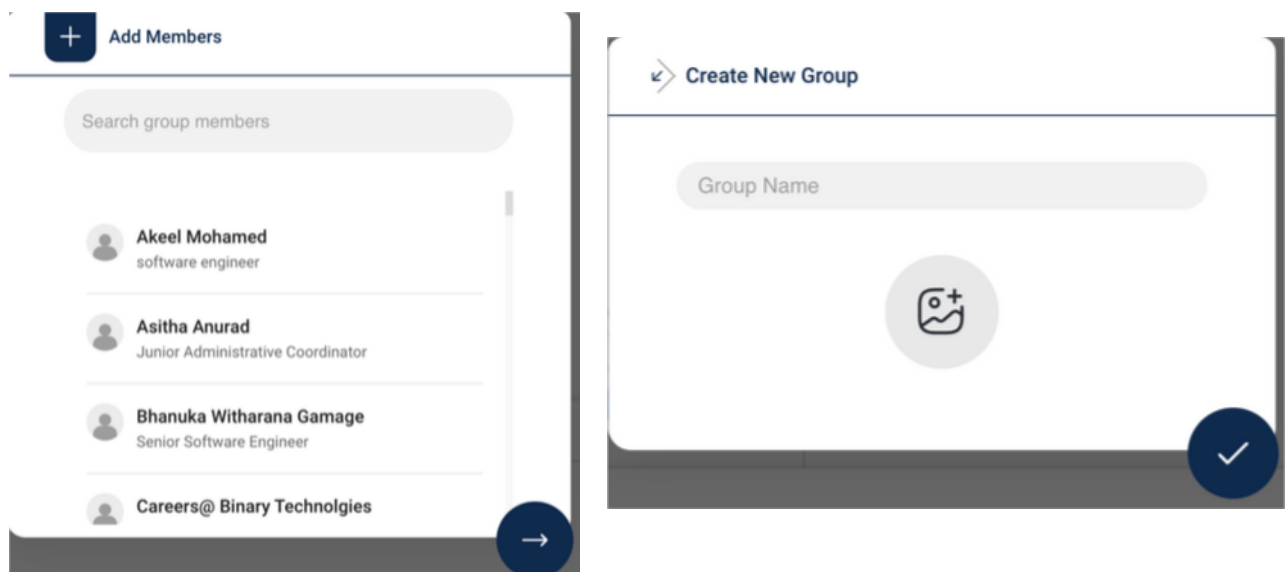 Add Members
Search group members
Akeel Mohamed
software engineer
Asitha Anurad
Junior Administrative Coordinator
Bhanuka Witharana Gamage
Senior Software Engineer
Careers@ Binary Technolgies
Create New Group
Group Name